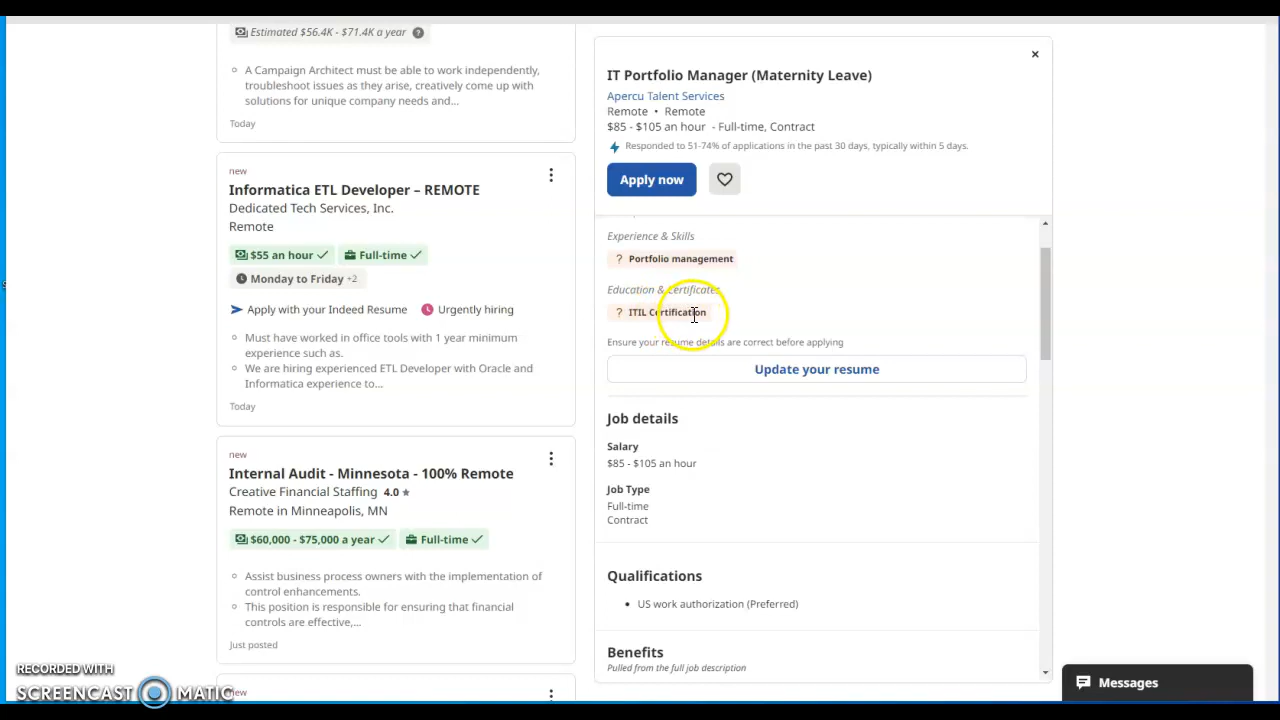 Estimated $56.4K - $71.4K a year ?
A Campaign Architect must be able to work independently,
troubleshoot issues as they arise, creatively come up with
solutions for unique company needs and...
Today
new
Informatica ETL Developer – REMOTE
Dedicated Tech Services, Inc.
Remote
$55 an hour
Full-time
Monday to Friday +2
Apply with your Indeed Resume
Urgently hiring
Must have worked in office tools with 1 year minimum
experience such as.
We are hiring experienced ETL Developer with Oracle and
Informatica experience to...
Today
new
Internal Audit - Minnesota - 100% Remote
Creative Financial Staffing 4.0
Remote in Minneapolis, MN
$60,000 - $75,000 a year
Full-time
Assist business process owners with the implementation of
control enhancements.
This position is responsible for ensuring that financial
controls are effective,...
Just posted
new
IT Portfolio Manager (Maternity Leave)
Apercu Talent Services
Remote • Remote
$85 - $105 an hour - Full-time, Contract
Responded to 51-74% of applications in the past 30 days, typically within 5 days.
Apply now
Experience & Skills
? Portfolio management
Education & Certificates
? ITIL Certification
Ensure your resume details are correct before applying
Update your resume
Job details
Salary
$85 - $105 an hour
Job Type
Full-time
Contract
Qualifications
US work authorization (Preferred)
Benefits
Pulled from the full job description
Messages
RECORDED WITH
SCREENCAST MATIC